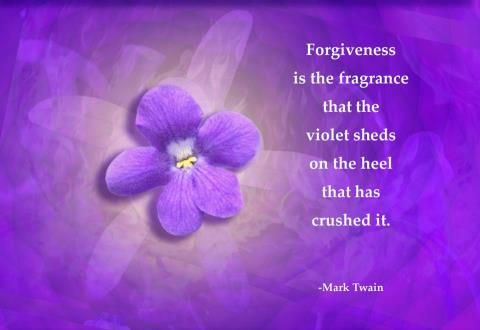 Forgiveness
is the fragrance
that the
violet sheds
on the heel
that has
crushed it.
-Mark Twain